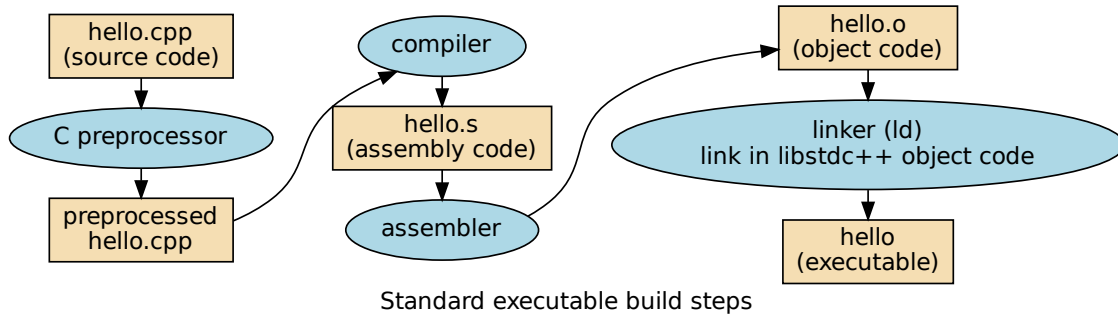 hello.cpp
(source code)
C preprocessor
preprocessed
hello.cpp
compiler
hello.s
(assembly code)
assembler
hello.o
(object code)
linker (ld)
link in libstdc++ object code
hello
(executable)
Standard executable build steps